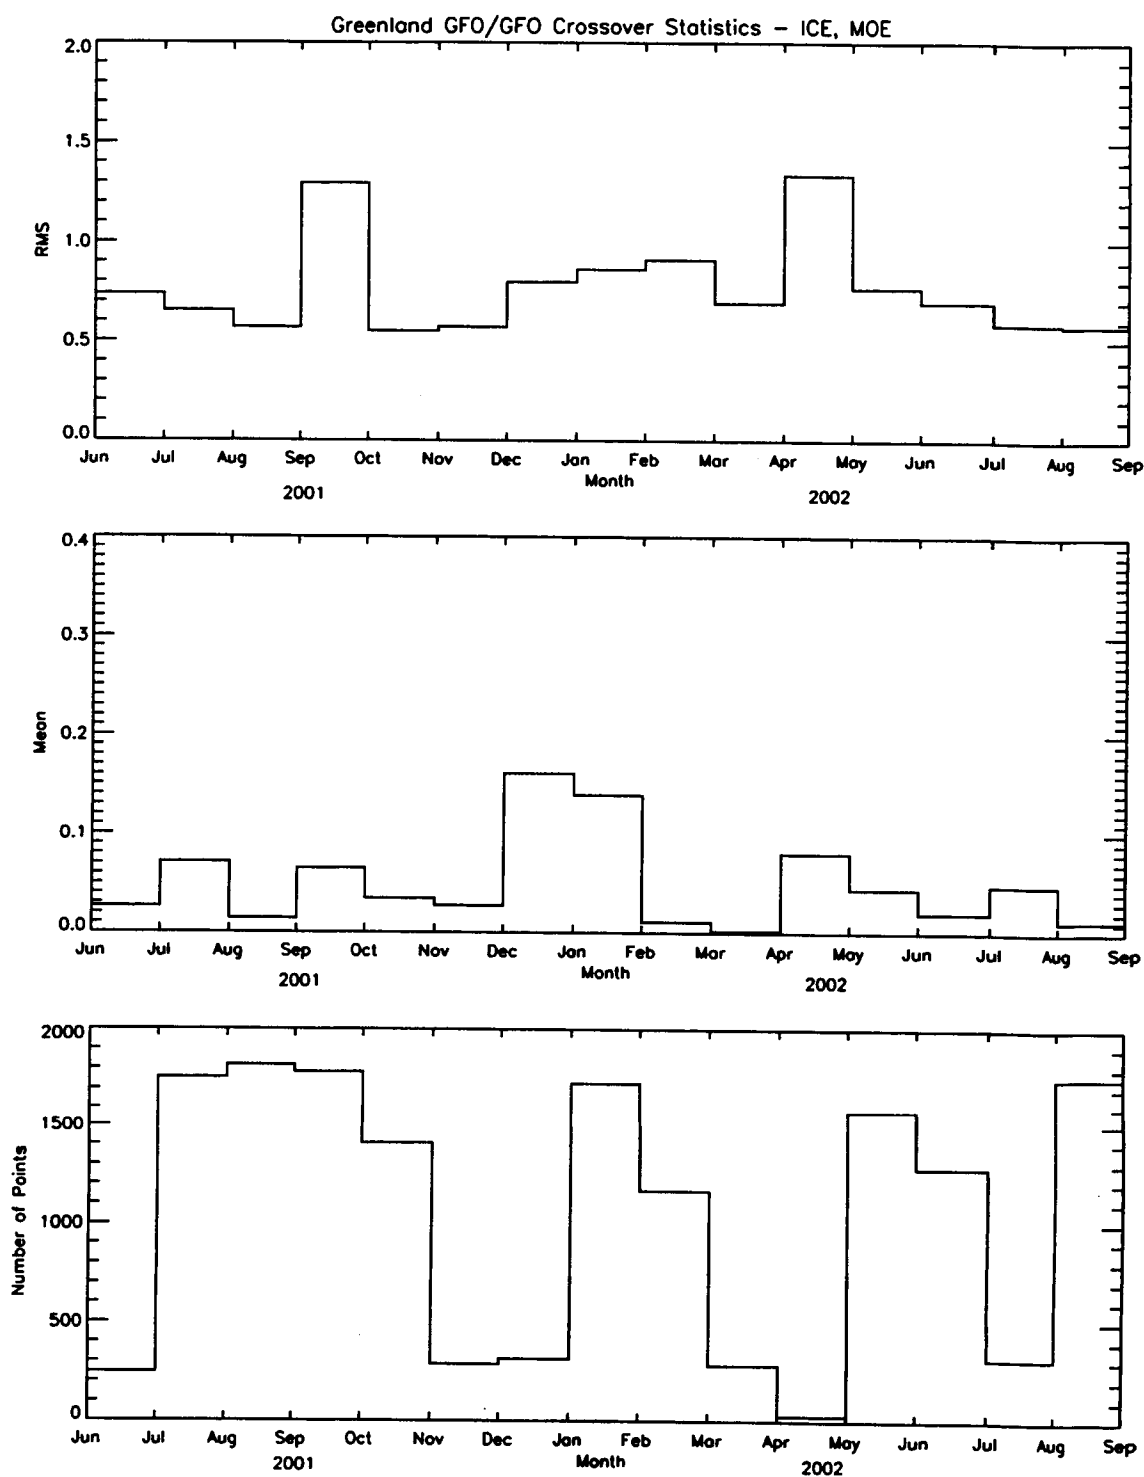 Greenland GFO/GFO Crossover Statistics – ICE, MOE
2.0
1.5
1.0
0.5
0.0
RMS
Jun Jul Aug Sep Oct Nov Dec Jan Feb Mar Apr May Jun Jul Aug Sep
Month
2001 2002
0.4
0.3
0.2
0.1
0.0
Mean
Jun Jul Aug Sep Oct Nov Dec Jan Feb Mar Apr May Jun Jul Aug Sep
Month
2001 2002
2000
1500
1000
500
0
Number of Points
Jun Jul Aug Sep Oct Nov Dec Jan Feb Mar Apr May Jun Jul Aug Sep
Month
2001 2002